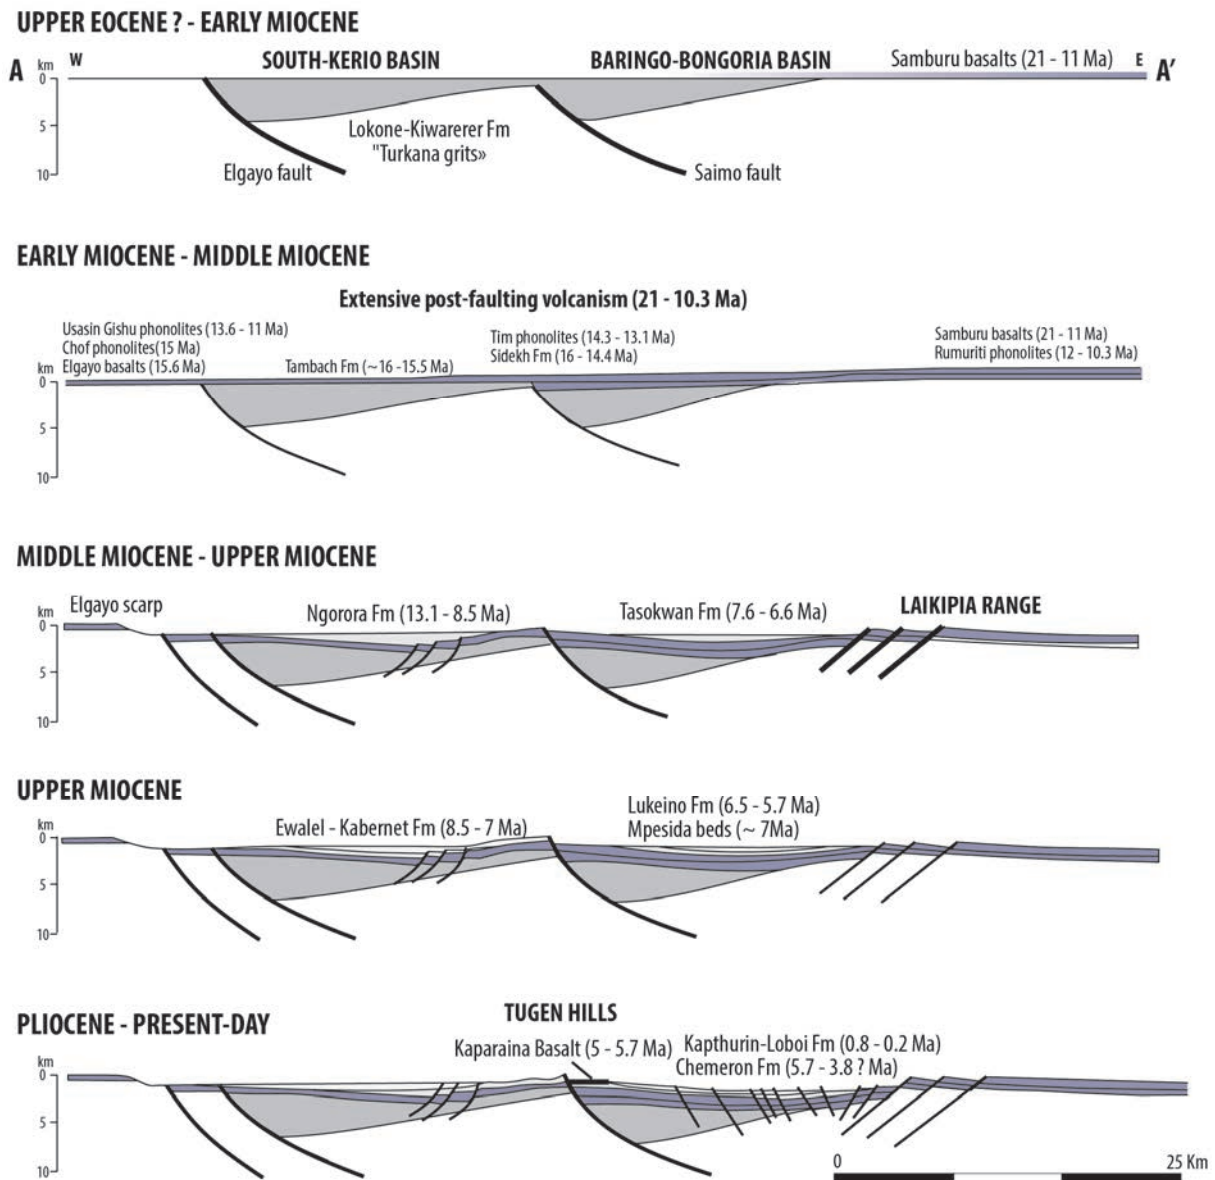 UPPER EOCENE ? - EARLY MIOCENE
A
km
W
SOUTH-KERIO BASIN
BARINGO-BONGORIA BASIN
Samburu basalts (21 - 11 Ma)
E
A'
0
5
10
Lokone-Kiwarerer Fm
"Turkana grits»
Elgayo fault
Saimo fault
EARLY MIOCENE - MIDDLE MIOCENE
Extensive post-faulting volcanism (21 - 10.3 Ma)
Usasin Gishu phonolites (13.6 - 11 Ma)
Chof phonolites(15 Ma)
Elgayo basalts (15.6 Ma)
Tambach Fm (~16 -15.5 Ma)
Tim phonolites (14.3 - 13.1 Ma)
Sidekh Fm (16 - 14.4 Ma)
Samburu basalts (21 - 11 Ma)
Rumuriti phonolites (12 - 10.3 Ma)
km
0
5
10
MIDDLE MIOCENE - UPPER MIOCENE
km
Elgayo scarp
Ngorora Fm (13.1 - 8.5 Ma)
Tasokwan Fm (7.6 - 6.6 Ma)
LAIKIPIA RANGE
0
5
10
UPPER MIOCENE
km
Ewalel - Kabernet Fm (8.5 - 7 Ma)
Lukeino Fm (6.5 - 5.7 Ma)
Mpesida beds (~ 7Ma)
0
5
10
PLIOCENE - PRESENT-DAY
TUGEN HILLS
Kaparaina Basalt (5 - 5.7 Ma)
Kapthurin-Loboi Fm (0.8 - 0.2 Ma)
Chemeron Fm (5.7 - 3.8 ? Ma)
km
0
5
10
0
25 Km